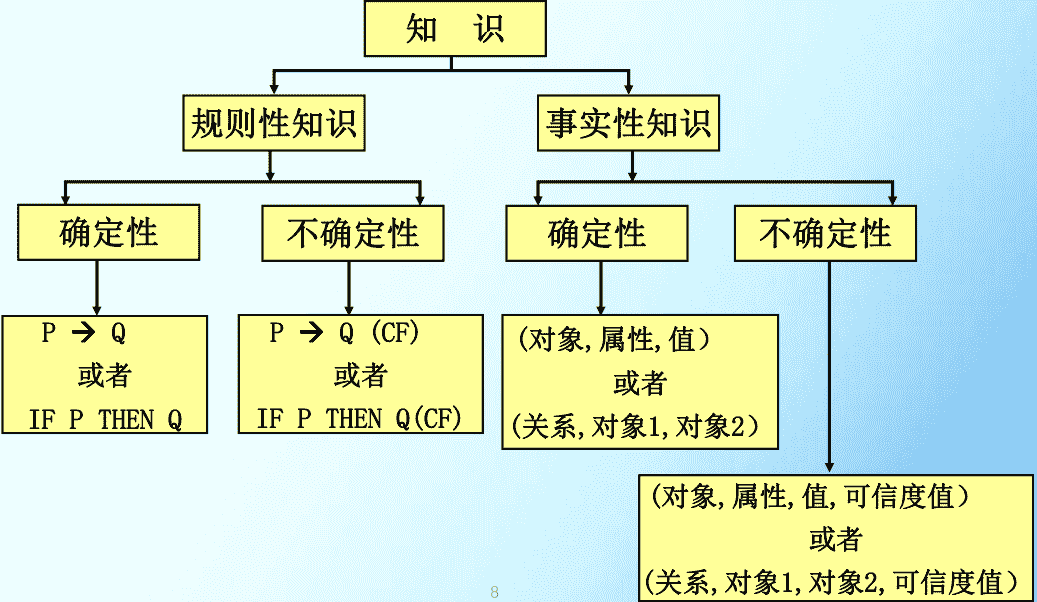 知 识
规则性知识
事实性知识
确定性
不确定性
确定性
不确定性
P → Q
或者
IF P THEN Q
P → Q (CF)
或者
IF P THEN Q(CF)
(对象,属性,值)
或者
(关系,对象1,对象2)
(对象,属性,值,可信度值)
或者
(关系,对象1,对象2,可信度值)
8